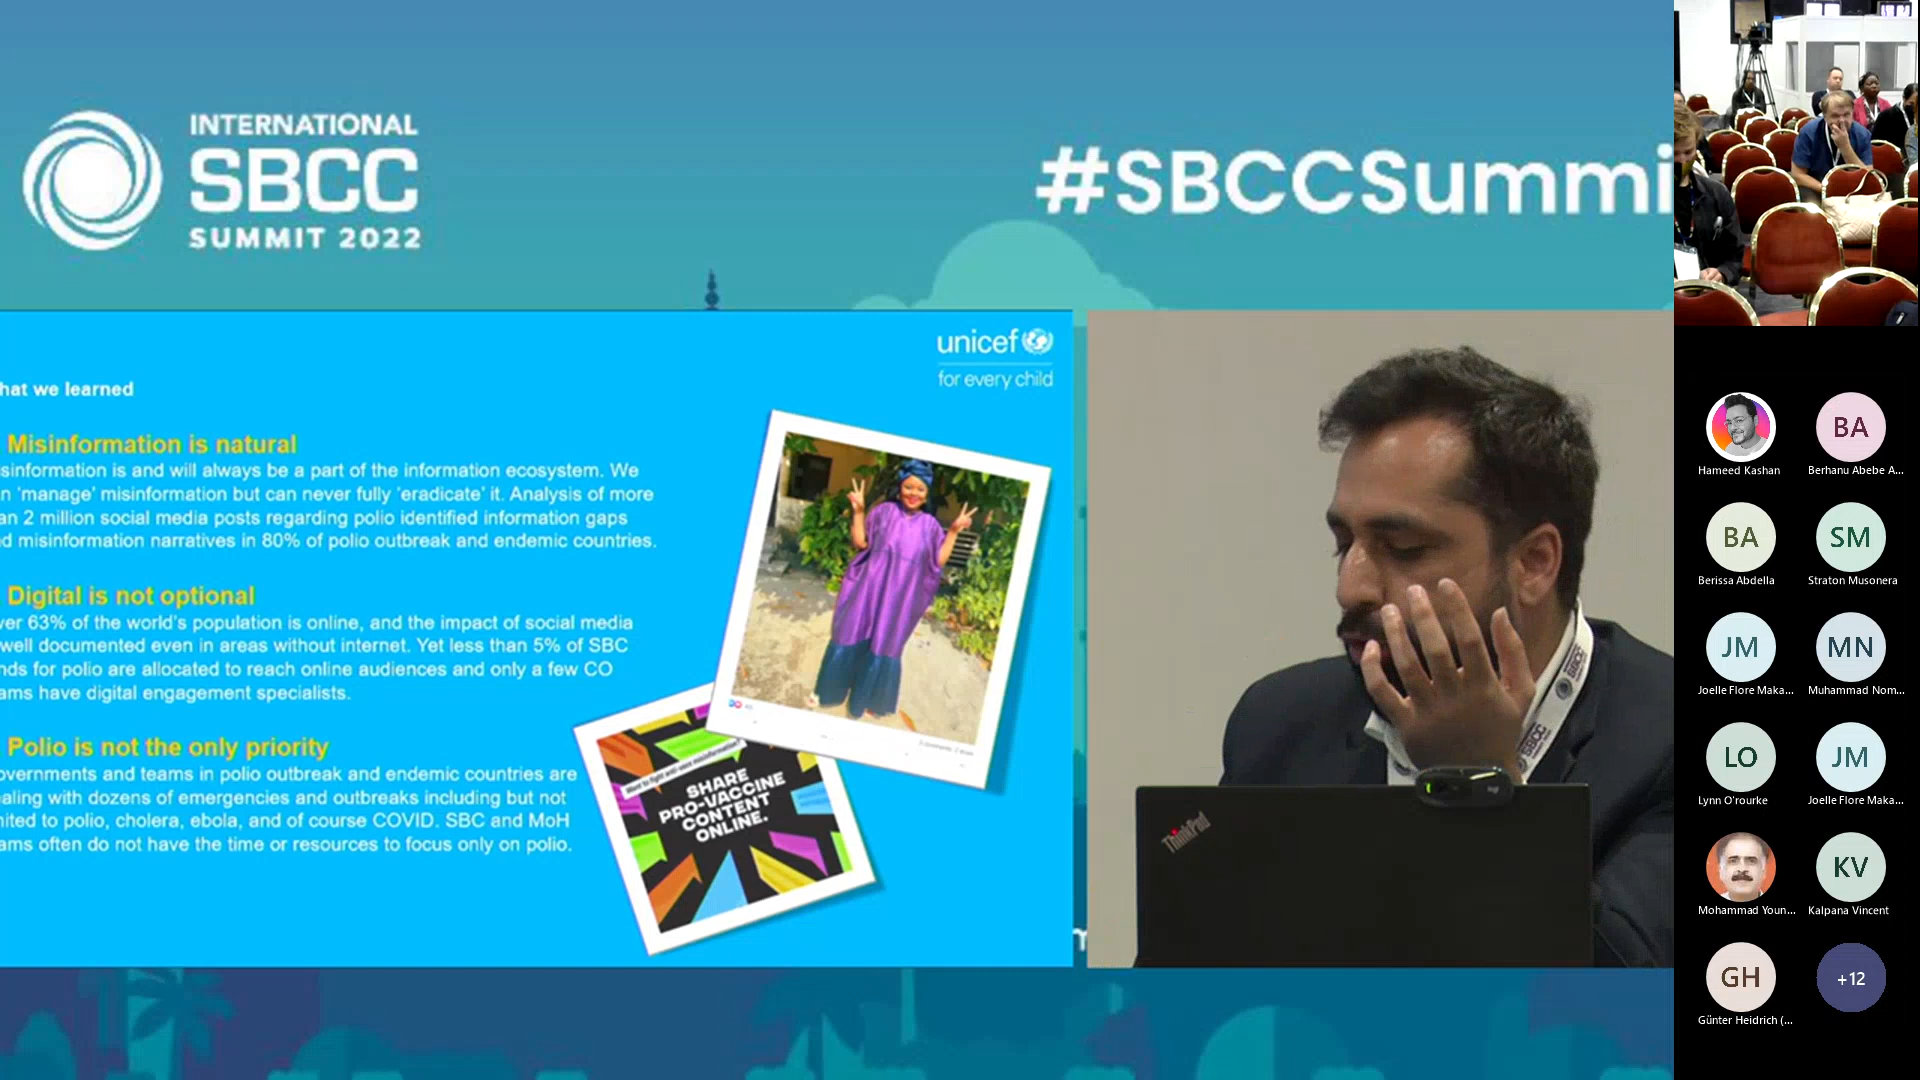 INTERNATIONAL
SBCC
SUMMIT 2022
#SBCCSummi
unicef
for every child
hat we learned
Misinformation is natural
sinformation is and will always be a part of the information ecosystem. We
n 'manage' misinformation but can never fully 'eradicate' it. Analysis of more
an 2 million social media posts regarding polio identified information gaps
d misinformation narratives in 80% of polio outbreak and endemic countries.
Digital is not optional
ver 63% of the world's population is online, and the impact of social media
well documented even in areas without internet. Yet less than 5% of SBC
nds for polio are allocated to reach online audiences and only a few CO
ams have digital engagement specialists.
Polio is not the only priority
overnments and teams in polio outbreak and endemic countries are
aling with dozens of emergencies and outbreaks including but not
nited to polio, cholera, ebola, and of course COVID. SBC and MoH
ams often do not have the time or resources to focus only on polio.
Want to fight anti-vaxx misinformation?
SHARE
PRO-VACCINE
CONTENT
ONLINE.
ThinkPad
SBCC
SBCC
Hameed Kashan
BA
Berhanu Abebe A...
BA
Berissa Abdella
SM
Straton Musonera
JM
Joelle Flore Maka...
MN
Muhammad Nom...
LO
Lynn O'rourke
JM
Joelle Flore Maka...
Mohammad Youn...
KV
Kalpana Vincent
GH
Günter Heidrich (...
+12